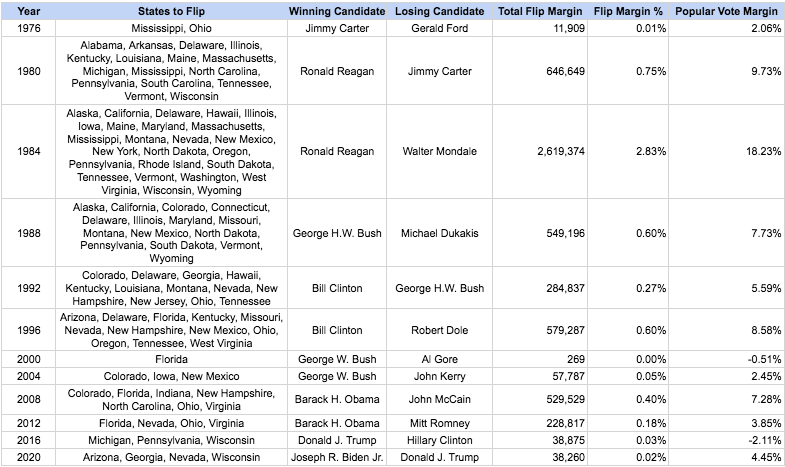 Year States to Flip Winning Candidate Losing Candidate Total Flip Margin Flip Margin % Popular Vote Margin
1976 Mississippi, Ohio Jimmy Carter Gerald Ford 11,909 0.01% 2.06%
Alabama, Arkansas, Delaware, Illinois,
Kentucky, Louisiana, Maine, Massachusetts,
1980 Michigan, Mississippi, North Carolina, Ronald Reagan Jimmy Carter 646,649 0.75% 9.73%
Pennsylvania, South Carolina, Tennessee,
Vermont, Wisconsin
Alaska, California, Delaware, Hawaii, Illinois,
Iowa, Maine, Maryland, Massachusetts,
Mississippi, Montana, Nevada, New Mexico,
1984 New York, North Dakota, Oregon, Ronald Reagan Walter Mondale 2,619,374 2.83% 18.23%
Pennsylvania, Rhode Island, South Dakota,
Tennessee, Vermont, Washington, West
Virginia, Wisconsin, Wyoming
Alaska, California, Colorado, Connecticut,
Delaware, Illinois, Maryland, Missouri,
1988 Montana, New Mexico, North Dakota, George H.W. Bush Michael Dukakis 549,196 0.60% 7.73%
Pennsylvania, South Dakota, Vermont,
Wyoming
Colorado, Delaware, Georgia, Hawaii,
1992 Kentucky, Louisiana, Montana, Nevada, New Bill Clinton George H.W. Bush 284,837 0.27% 5.59%
Hampshire, New Jersey, Ohio, Tennessee
Arizona, Delaware, Florida, Kentucky, Missouri,
1996 Nevada, New Hampshire, New Mexico, Ohio, Bill Clinton Robert Dole 579,287 0.60% 8.58%
Oregon, Tennessee, West Virginia
2000 Florida George W. Bush Al Gore 269 0.00% -0.51%
2004 Colorado, Iowa, New Mexico George W. Bush John Kerry 57,787 0.05% 2.45%
2008 Colorado, Florida, Indiana, New Hampshire, Barack H. Obama John McCain 529,529 0.40% 7.28%
North Carolina, Ohio, Virginia
2012 Florida, Nevada, Ohio, Virginia Barack H. Obama Mitt Romney 228,817 0.18% 3.85%
2016 Michigan, Pennsylvania, Wisconsin Donald J. Trump Hillary Clinton 38,875 0.03% -2.11%
2020 Arizona, Georgia, Nevada, Wisconsin Joseph R. Biden Jr. Donald J. Trump 38,260 0.02% 4.45%